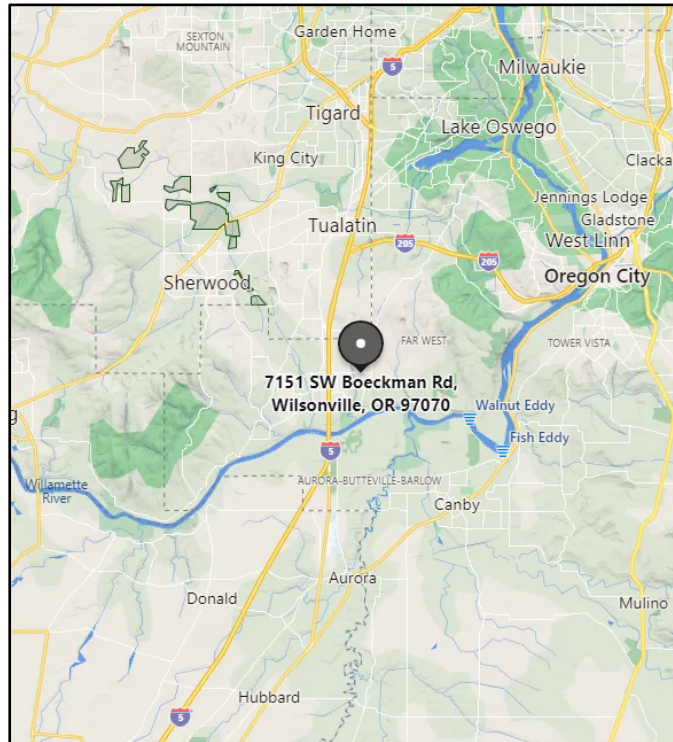 Garden Home
SEXTON
MOUNTAIN
5
Milwaukie
Tigard
Lake Oswego
King City
Clacka
Jennings Lodge
Gladstone
Tualatin
West Linn
205
205
5
Sherwood
Oregon City
FAR WEST
TOWER VISTA
7151 SW Boeckman Rd,
Wilsonville, OR 97070
Walnut Eddy
g
Fish Eddy
5
Willamette
River
AURORA-BUTTEVILLE-BARLOW
Canby
Aurora
Donald
Mulino
Hubbard
5